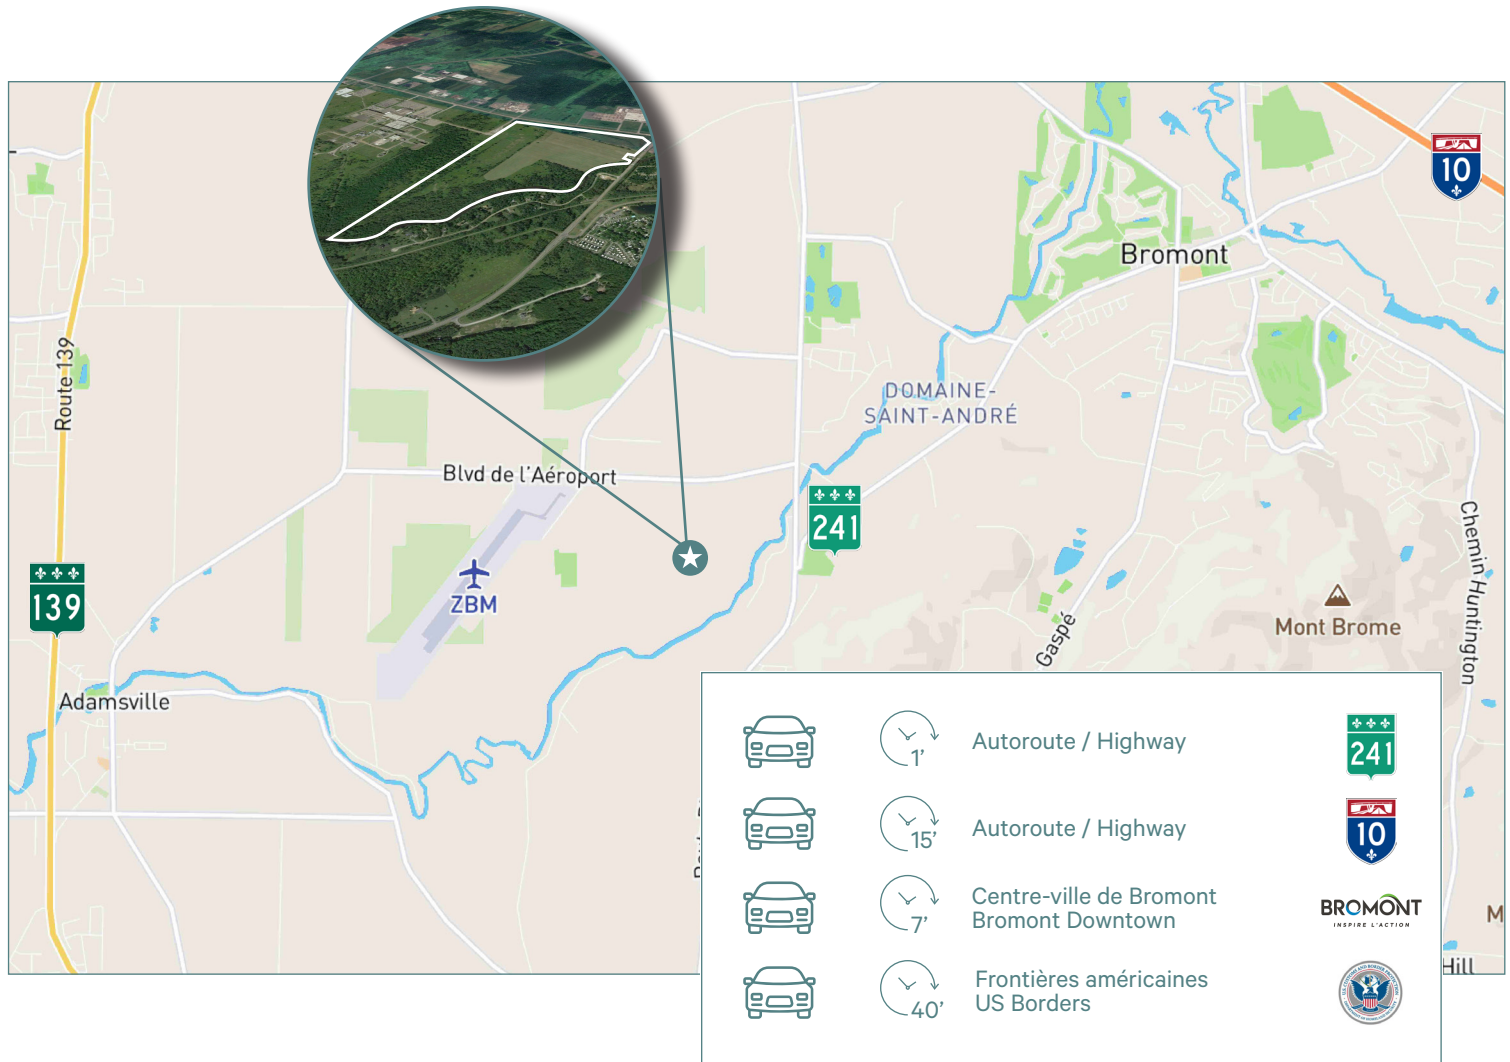 10
Bromont
Route 139
DOMAINE-
SAINT-ANDRÉ
Blvd de l'Aéroport
241
Chemin Huntington
139
ZBM
Gaspé
Mont Brome
Adamsville
1' Autoroute / Highway 241
15' Autoroute / Highway 10
7' Centre-ville de Bromont
Bromont Downtown
BROMONT
INSPIRE L'ACTION
40' Frontières américaines
US Borders
M
Hill